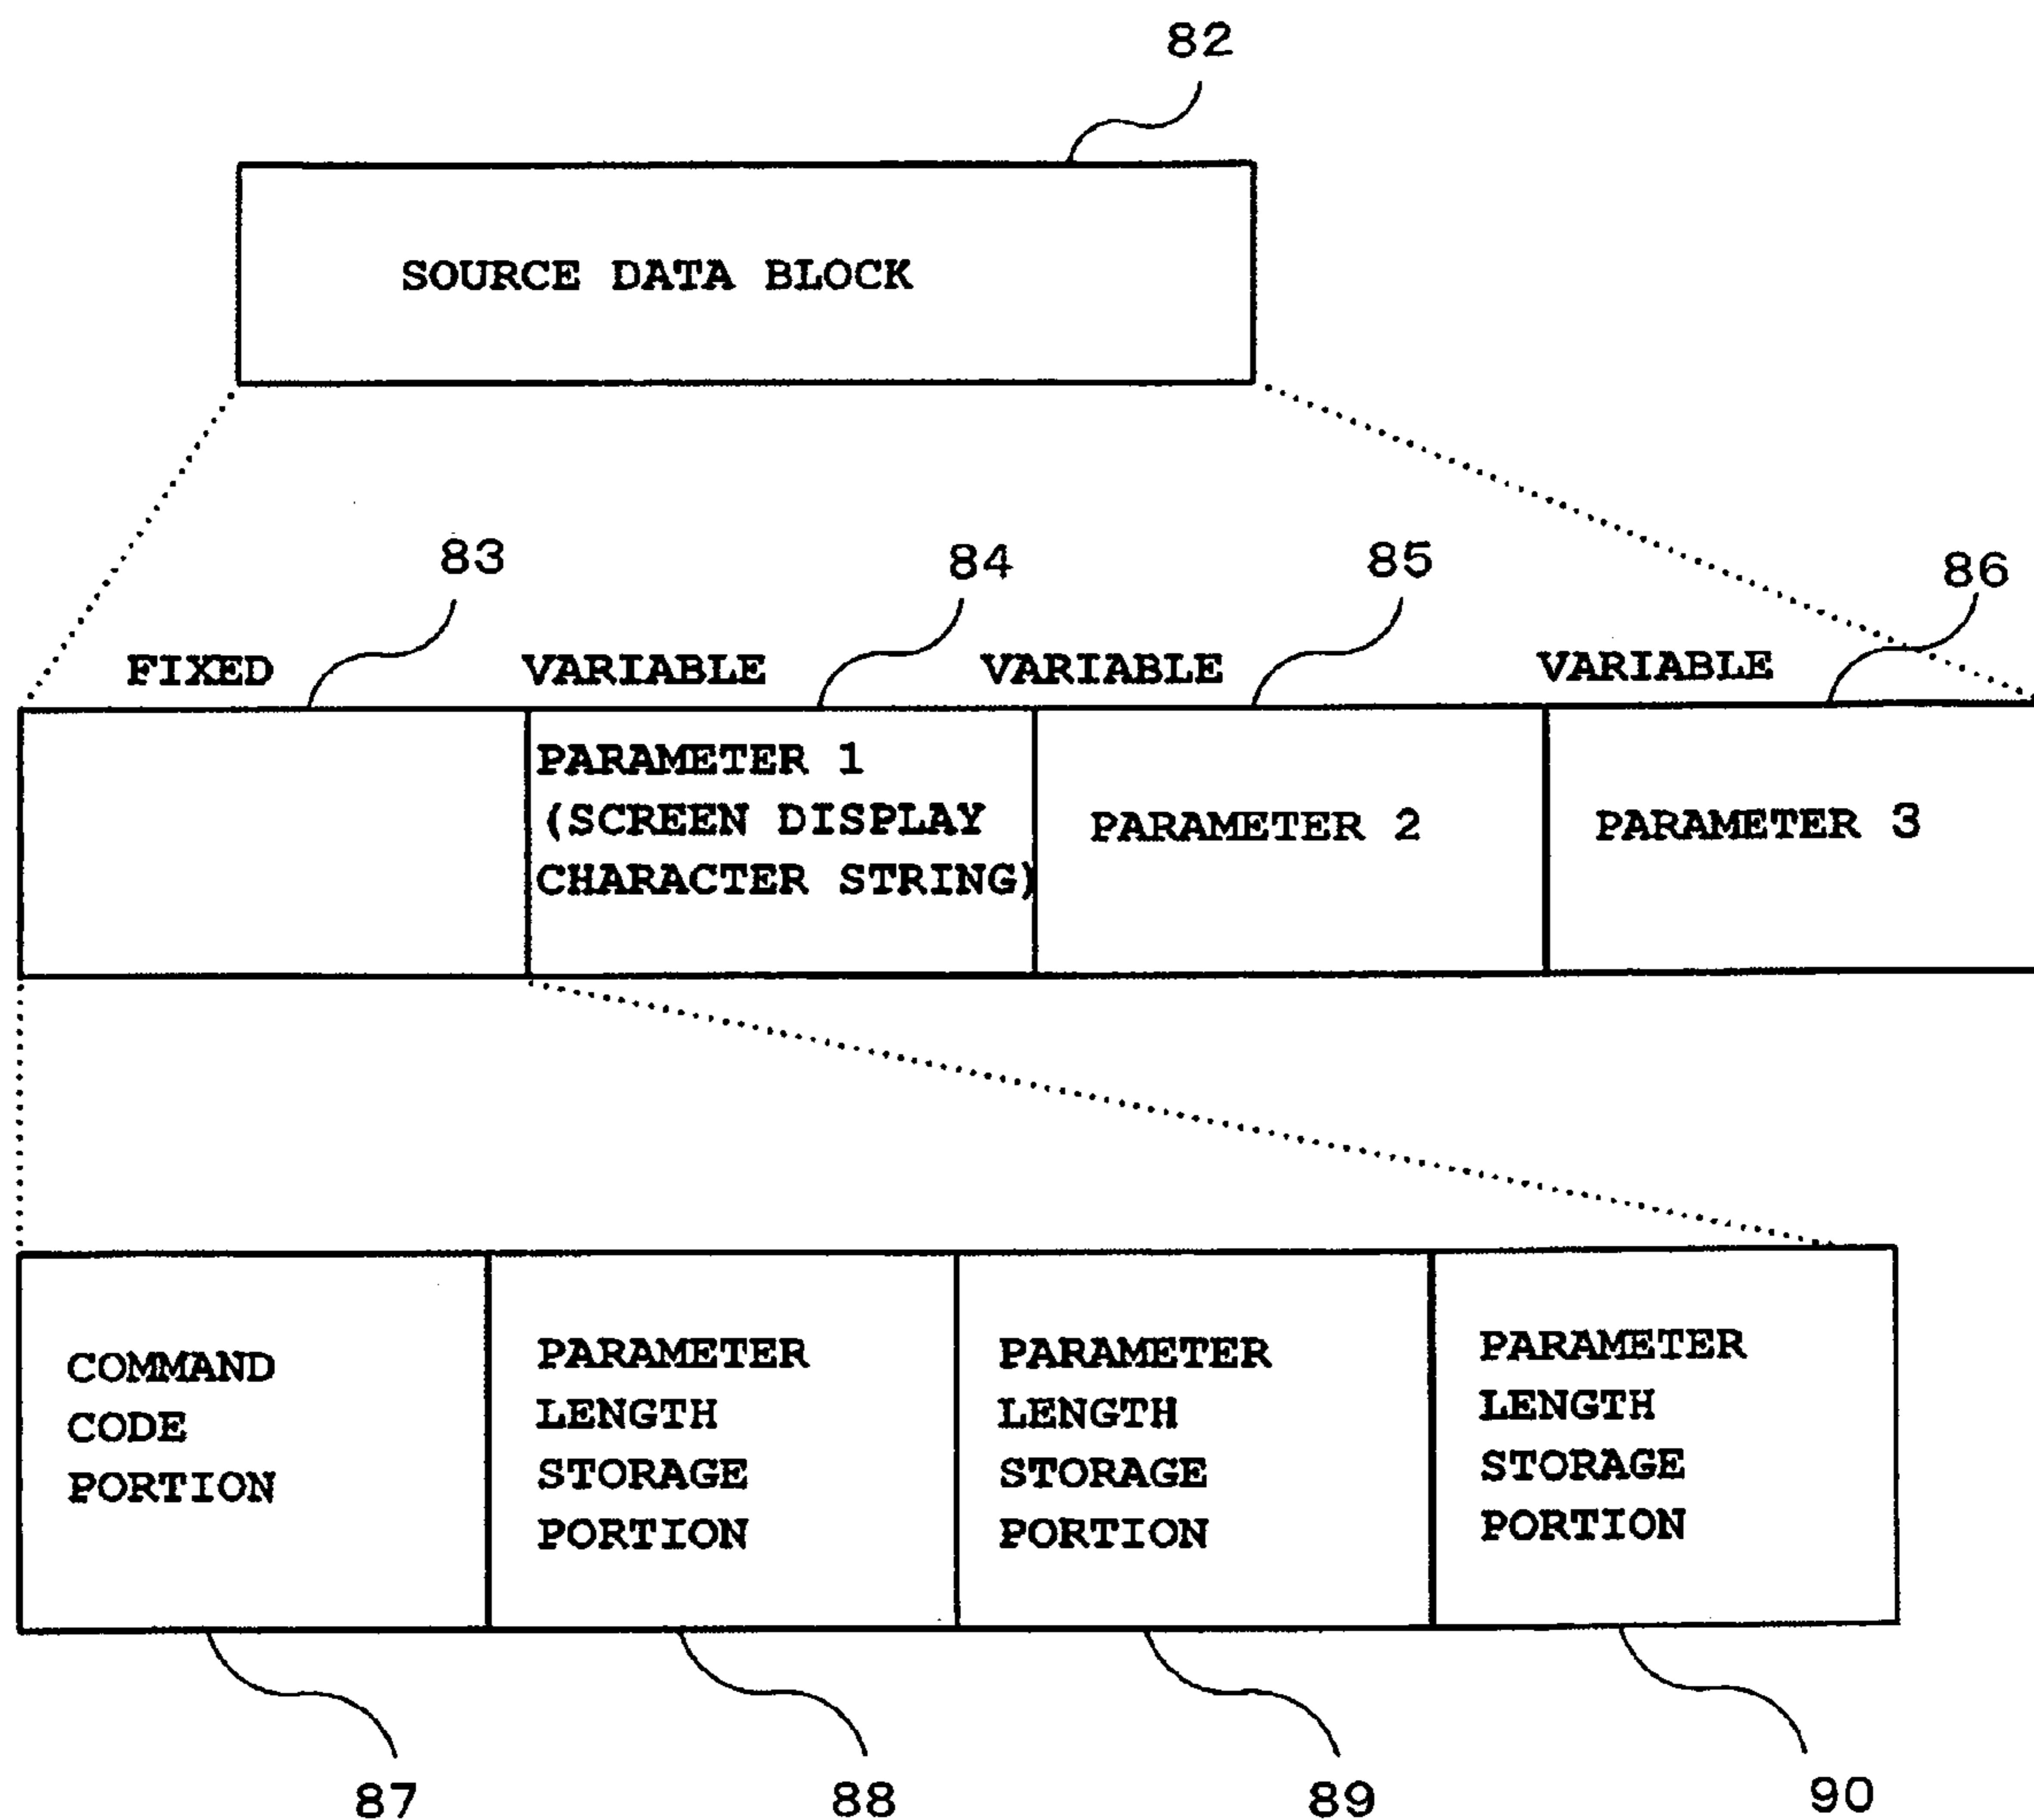 82
SOURCE DATA BLOCK
83
84
85
86
FIXED
VARIABLE
VARIABLE
VARIABLE
PARAMETER 1
(SCREEN DISPLAY
CHARACTER STRING)
PARAMETER 2
PARAMETER 3
COMMAND
CODE
PORTION
PARAMETER
LENGTH
STORAGE
PORTION
PARAMETER
LENGTH
STORAGE
PORTION
PARAMETER
LENGTH
STORAGE
PORTION
87
88
89
90